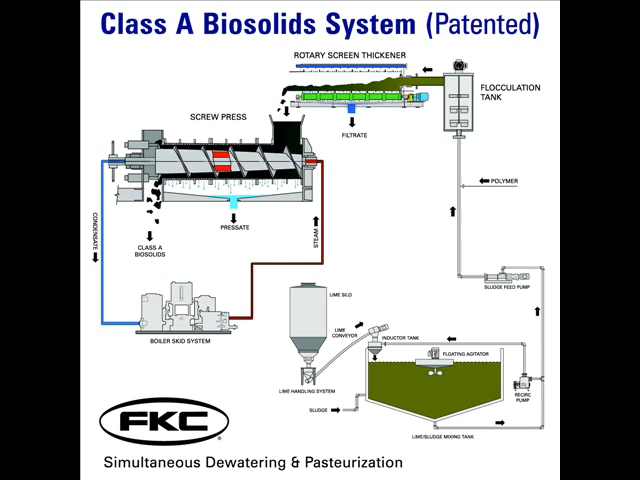 Class A Biosolids System (Patented)
ROTARY SCREEN THICKENER
FLOCCULATION
TANK
SCREW PRESS
FILTRATE
POLYMER
CONDENSATE
STEAM
PRESSATE
CLASS A
BIOSOLIDS
SLUDGE FEED PUMP
LIME SILO
LIME
CONVEYOR
INDUCTOR TANK
BOILER SKID SYSTEM
FLOATING AGITATOR
LIME HANDLING SYSTEM
RECIRC
PUMP
SLUDGE
LIME/SLUDGE MIXING TANK
FKC
®
Simultaneous Dewatering & Pasteurization